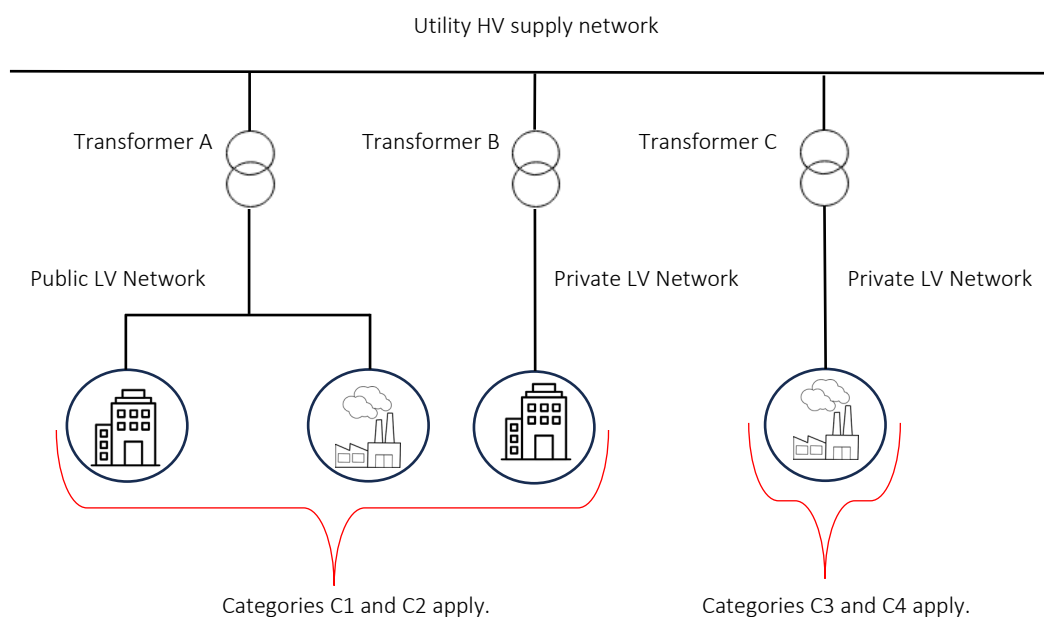 Utility HV supply network
Transformer A
Transformer B
Transformer C
Public LV Network
Private LV Network
Private LV Network
Categories C1 and C2 apply.
Categories C3 and C4 apply.